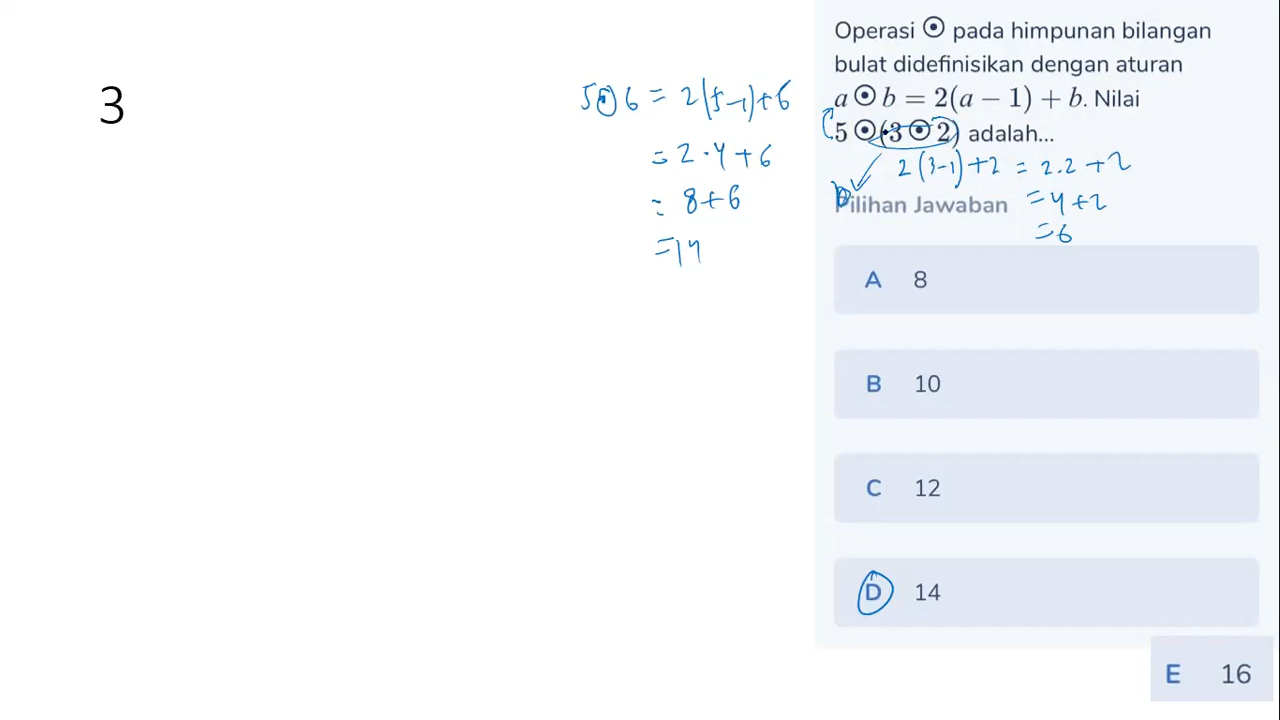 3
5⊙6 = 2(5-1)+6
= 2·4+6
= 8+6
= 14
Operasi ⊙ pada himpunan bilangan
bulat didefinisikan dengan aturan
a ⊙ b = 2(a − 1) + b. Nilai
5 ⊙ (3 ⊙ 2) adalah...
2(3-1)+2 = 2.2+2
= 4+2
= 6
b
Pilihan Jawaban
A 8
B 10
C 12
D 14
E 16